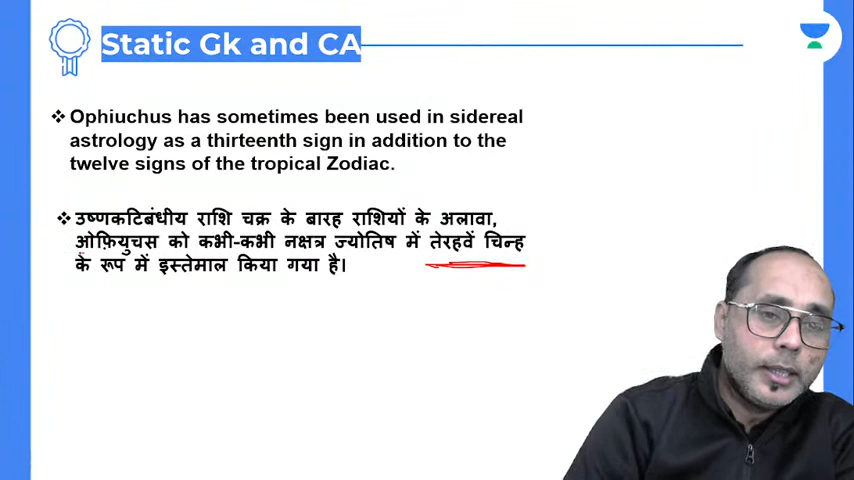 Static Gk and CA
❖ Ophiuchus has sometimes been used in sidereal
astrology as a thirteenth sign in addition to the
twelve signs of the tropical Zodiac.
❖ उष्णकटिबंधीय राशि चक्र के बारह राशियों के अलावा,
ओफ़ियुचस को कभी-कभी नक्षत्र ज्योतिष में तेरहवें चिन्ह
के रूप में इस्तेमाल किया गया है।